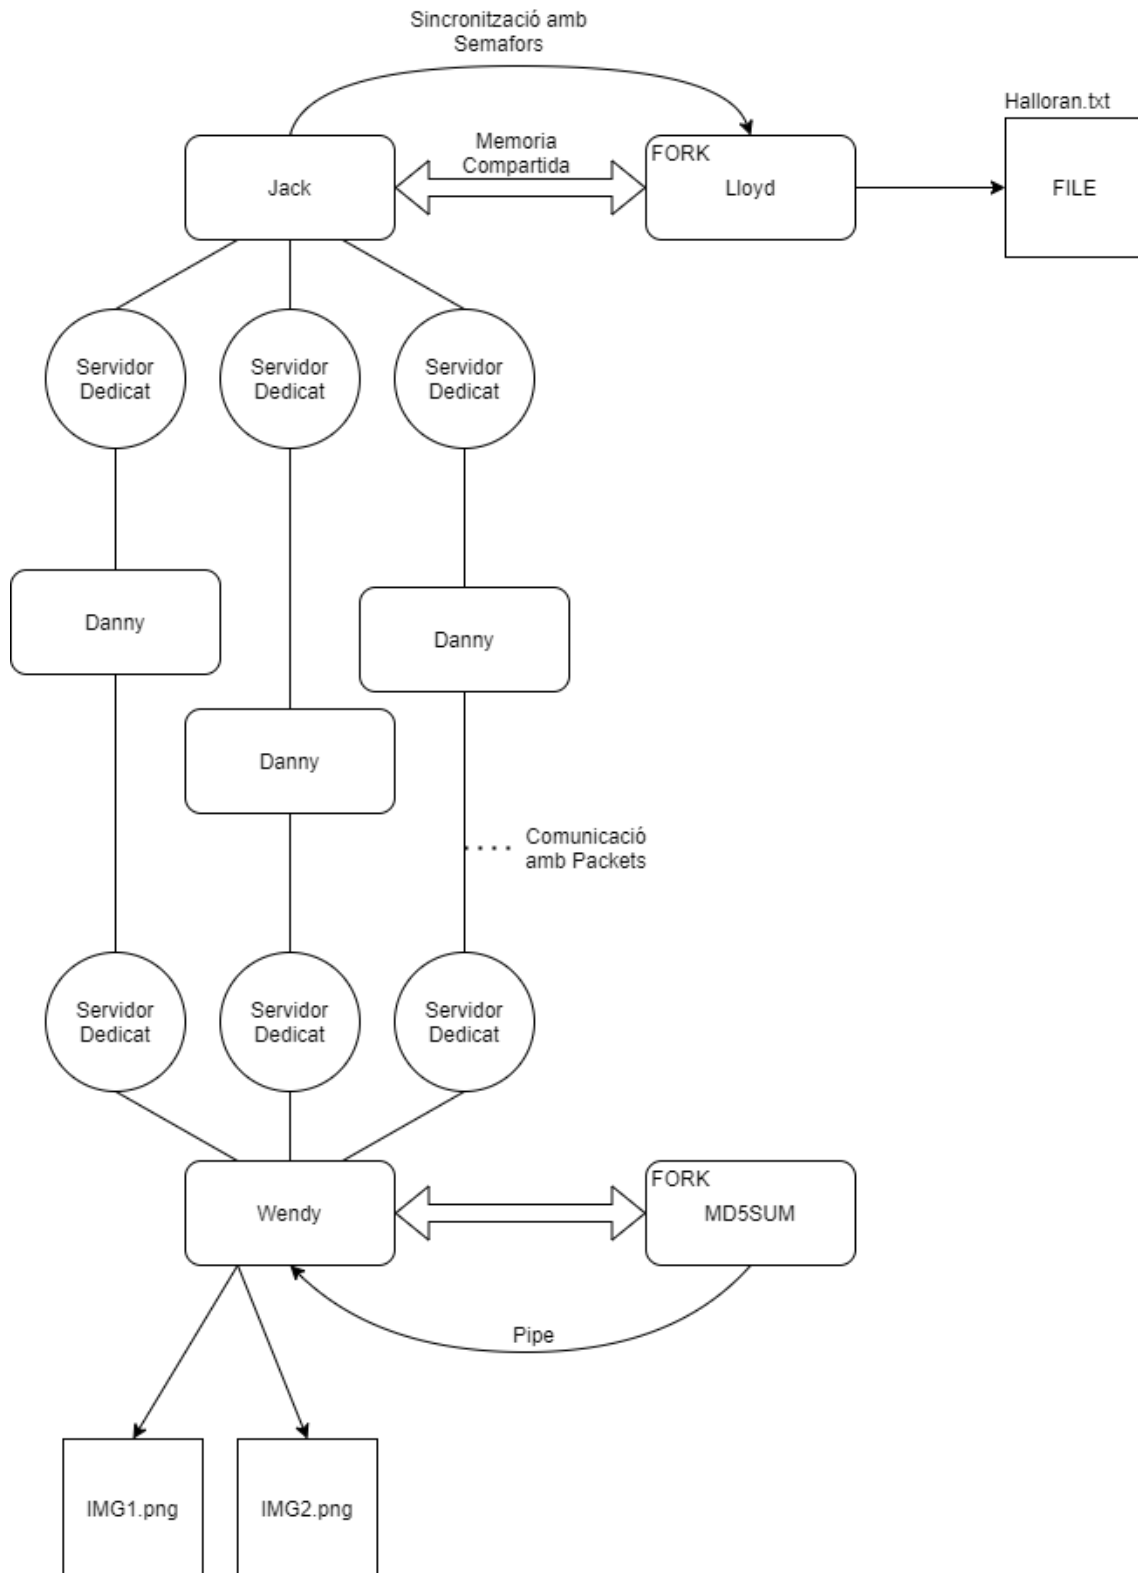 Sincronització amb
Semafors
Halloran.txt
Jack
Memoria
Compartida
FORK
Lloyd
FILE
Servidor
Dedicat
Servidor
Dedicat
Servidor
Dedicat
Danny
Danny
Danny
Comunicació
amb Packets
Servidor
Dedicat
Servidor
Dedicat
Servidor
Dedicat
Wendy
FORK
MD5SUM
Pipe
IMG1.png
IMG2.png